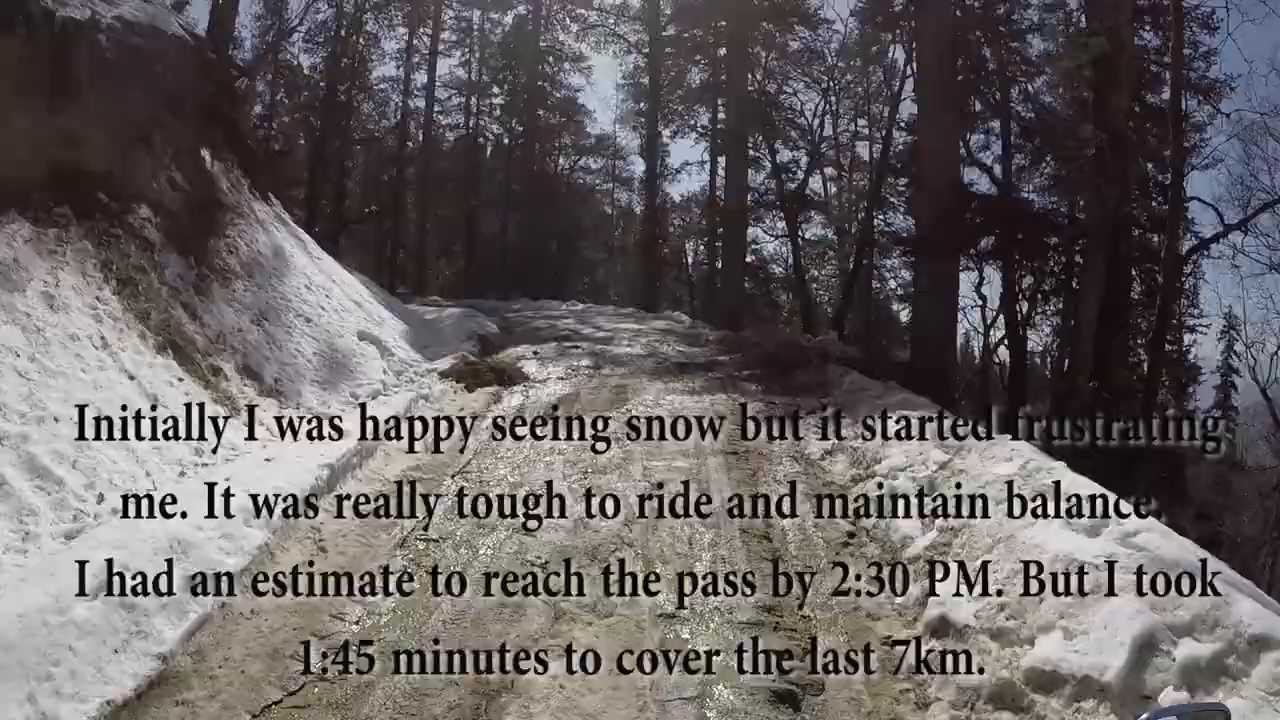 Initially I was happy seeing snow but it started frustrating
me. It was really tough to ride and maintain balance.
I had an estimate to reach the pass by 2:30 PM. But I took
1:45 minutes to cover the last 7km.